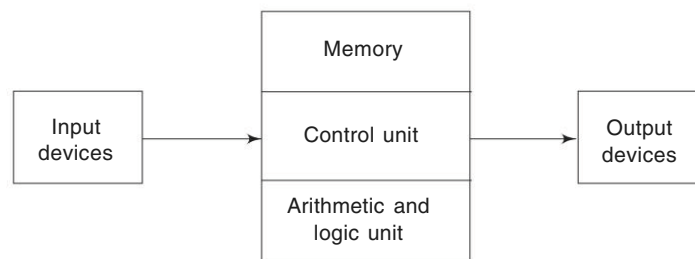 Memory
Input
devices
Control unit
Output
devices
Arithmetic and
logic unit